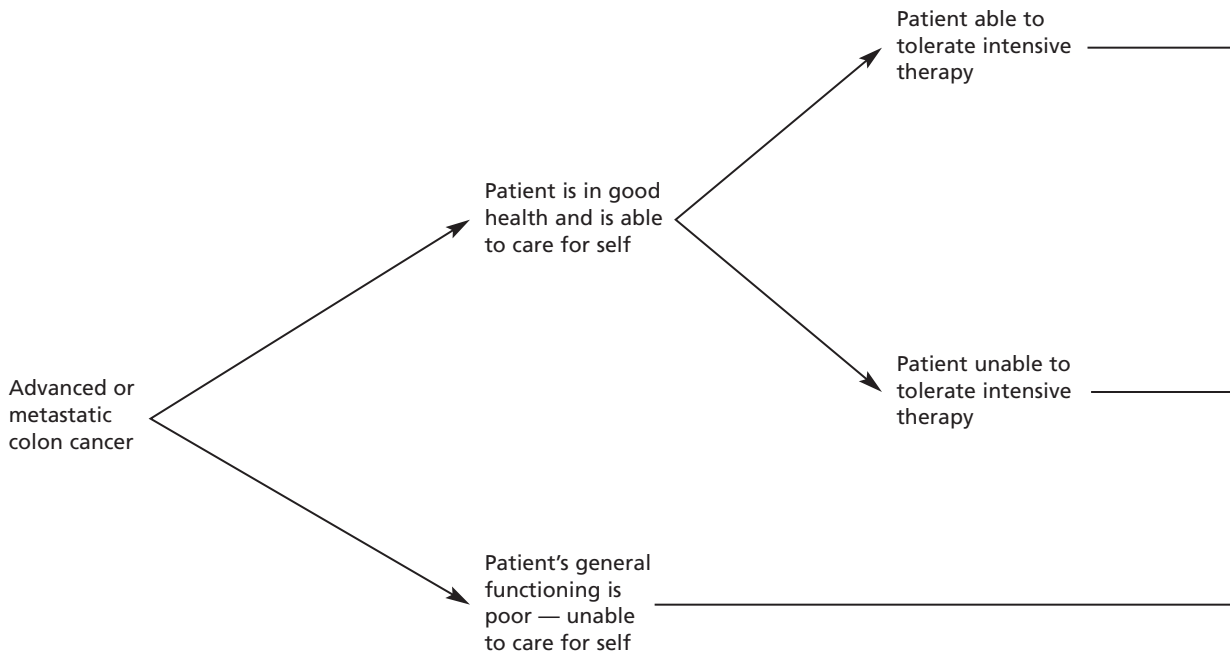 Patient able to
tolerate intensive
therapy
Patient is in good
health and is able
to care for self
Patient unable to
tolerate intensive
therapy
Advanced or
metastatic
colon cancer
Patient’s general
functioning is
poor — unable
to care for self